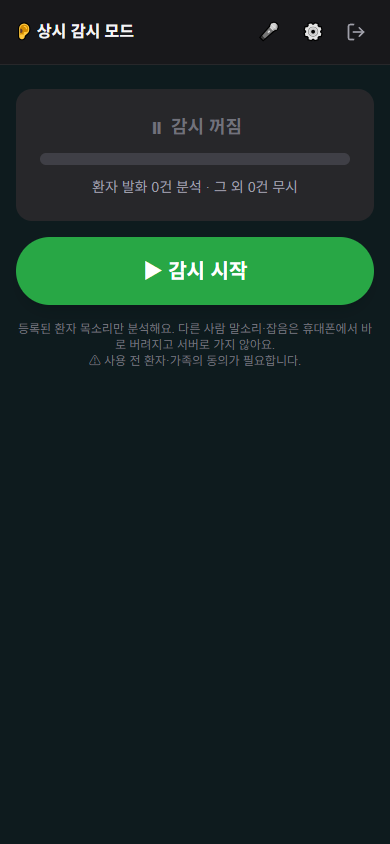 👂 상시 감시 모드 🎤 ⚙️
⏸ 감시 꺼짐
환자 발화 0건 분석 · 그 외 0건 무시
▶ 감시 시작
등록된 환자 목소리만 분석해요. 다른 사람 말소리·잡음은 휴대폰에서 바
로 버려지고 서버로 가지 않아요.
⚠ 사용 전 환자·가족의 동의가 필요합니다.